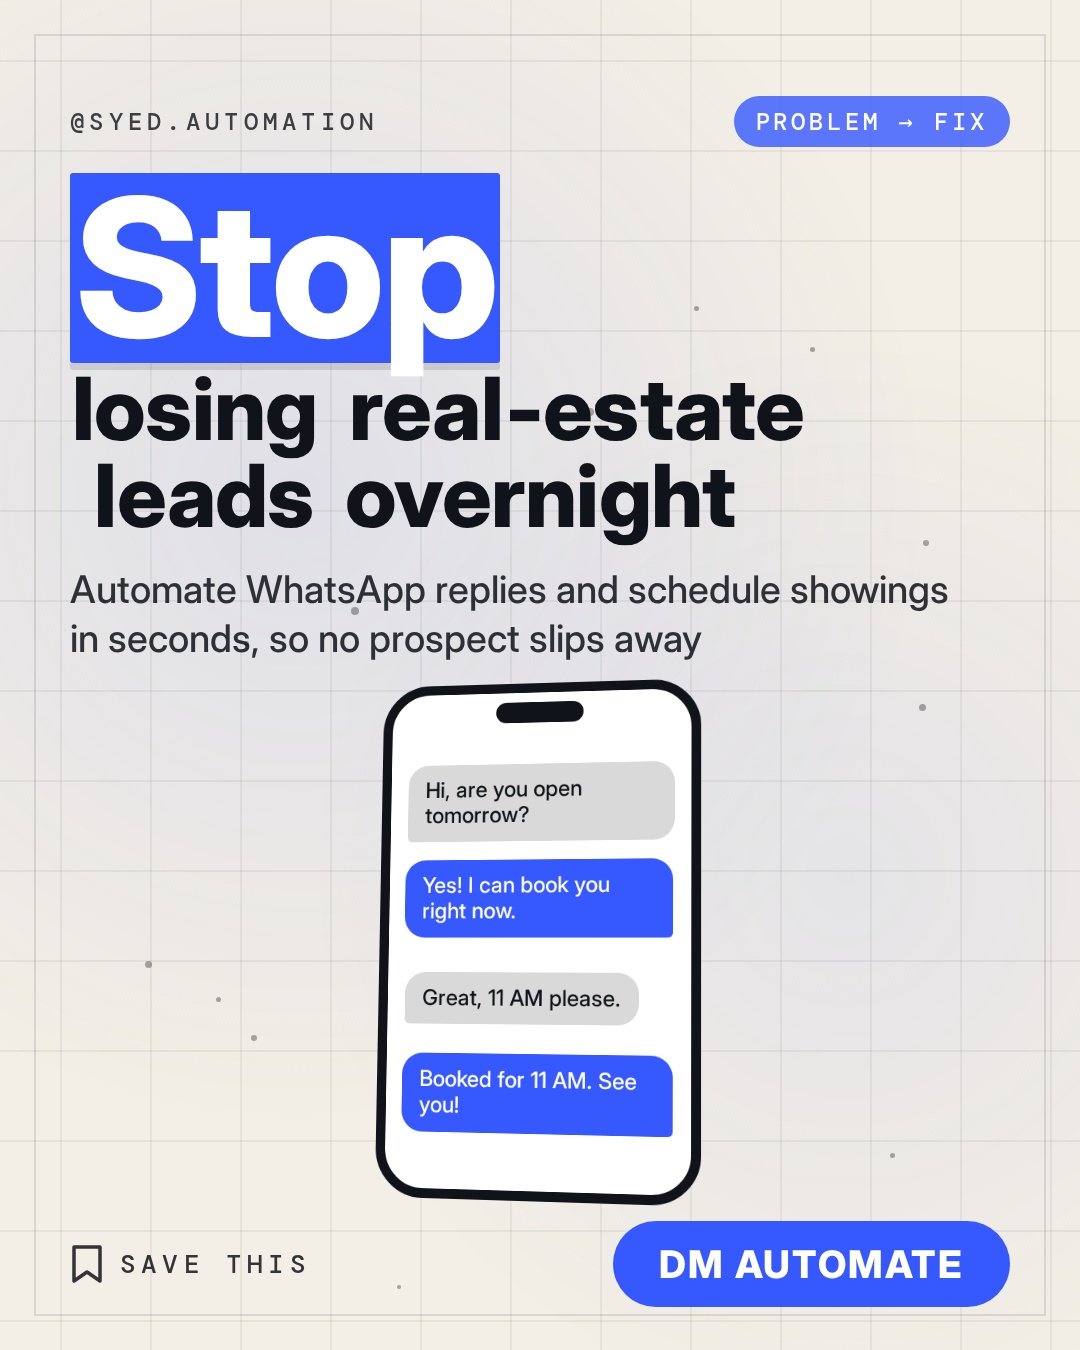 @SYED.AUTOMATION
PROBLEM → FIX
Stop
losing real-estate
leads overnight
Automate WhatsApp replies and schedule showings
in seconds, so no prospect slips away
Hi, are you open
tomorrow?
Yes! I can book you
right now.
Great, 11 AM please.
Booked for 11 AM. See
you!
SAVE THIS
DM AUTOMATE